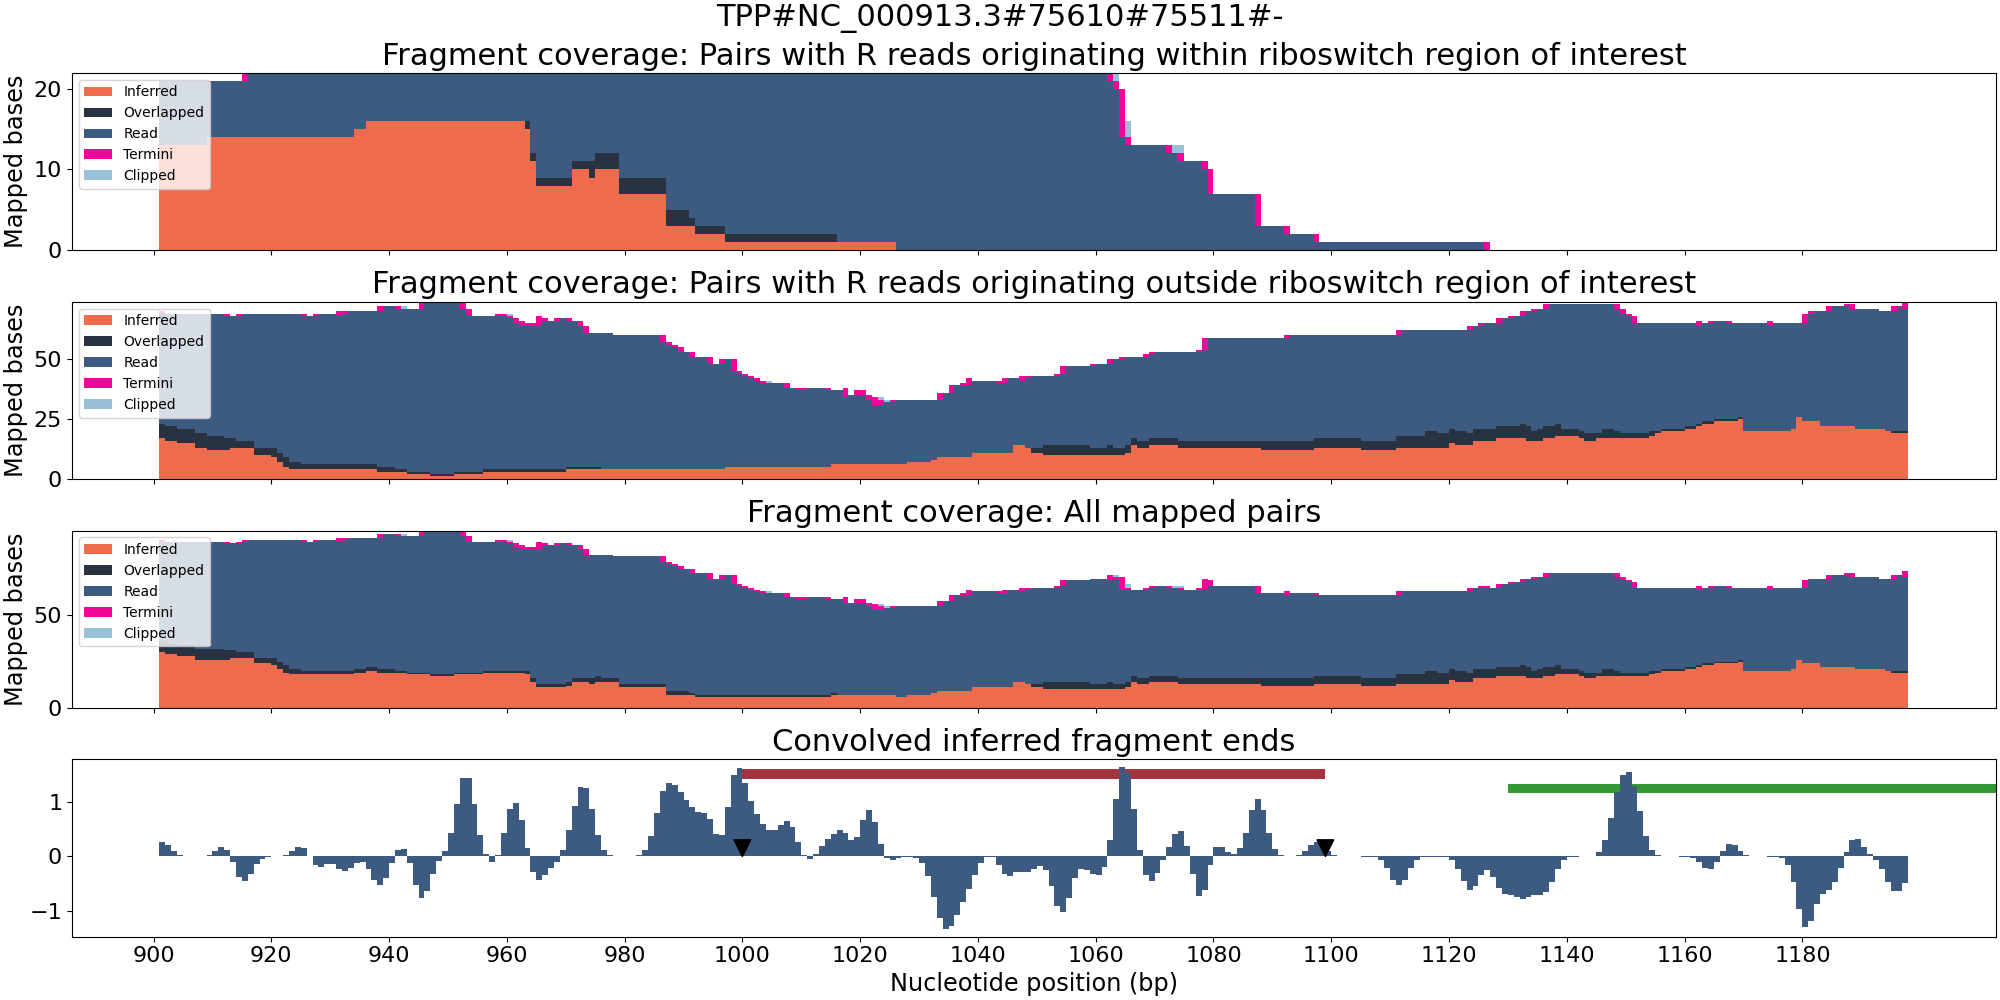 TPP#NC_000913.3#75610#75511#-
Fragment coverage: Pairs with R reads originating within riboswitch region of interest
Mapped bases
20
10
0
Inferred
Overlapped
Read
Termini
Clipped
Fragment coverage: Pairs with R reads originating outside riboswitch region of interest
Mapped bases
50
25
0
Inferred
Overlapped
Read
Termini
Clipped
Fragment coverage: All mapped pairs
Mapped bases
50
0
Inferred
Overlapped
Read
Termini
Clipped
Convolved inferred fragment ends
1
0
−1
900 920 940 960 980 1000 1020 1040 1060 1080 1100 1120 1140 1160 1180
Nucleotide position (bp)